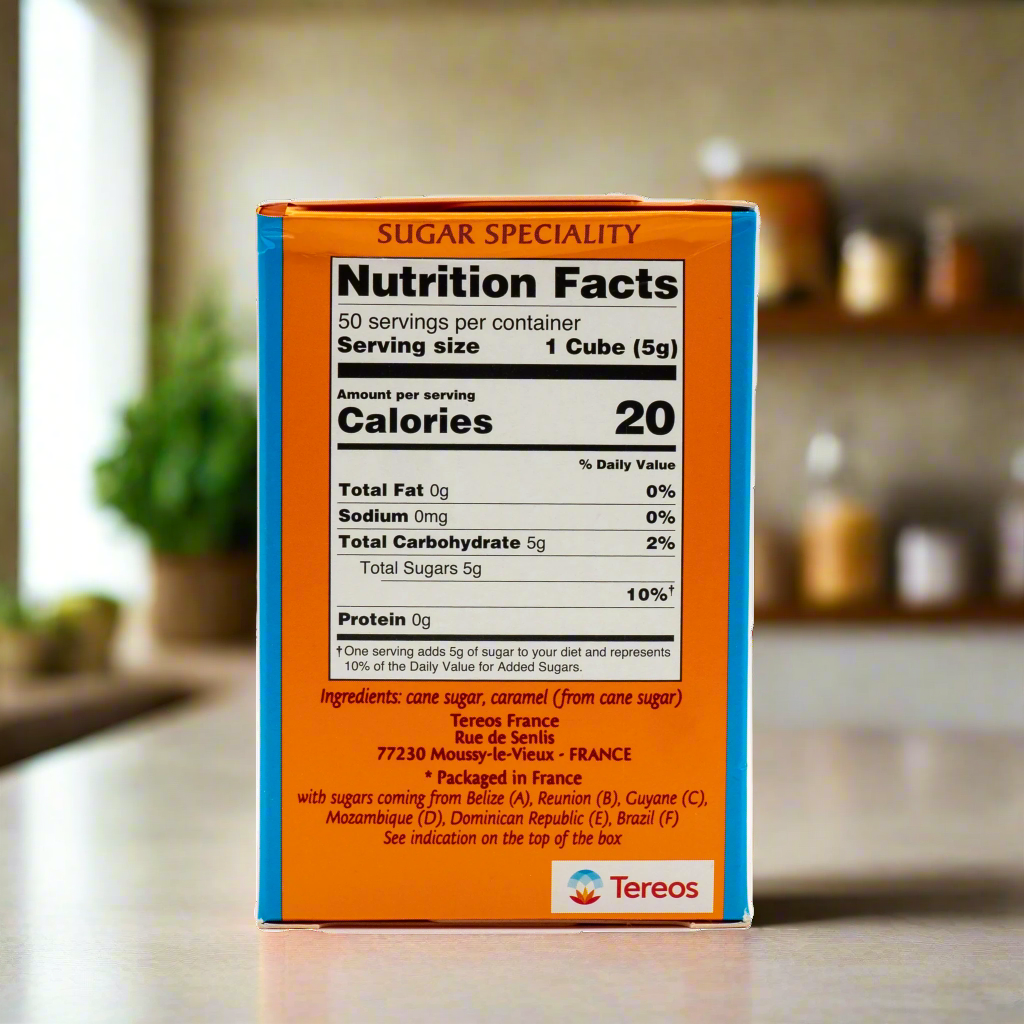 SUGAR SPECIALITY
Nutrition Facts
50 servings per container
Serving size 1 Cube (5g)
Amount per serving
Calories 20
% Daily Value
Total Fat 0g 0%
Sodium 0mg 0%
Total Carbohydrate 5g 2%
Total Sugars 5g
10%†
Protein 0g
†One serving adds 5g of sugar to your diet and represents
10% of the Daily Value for Added Sugars.
Ingredients: cane sugar, caramel (from cane sugar)
Tereos France
Rue de Senlis
77230 Moussy-le-Vieux - FRANCE
* Packaged in France
with sugars coming from Belize (A), Reunion (B), Guyane (C),
Mozambique (D), Dominican Republic (E), Brazil (F)
See indication on the top of the box
Tereos